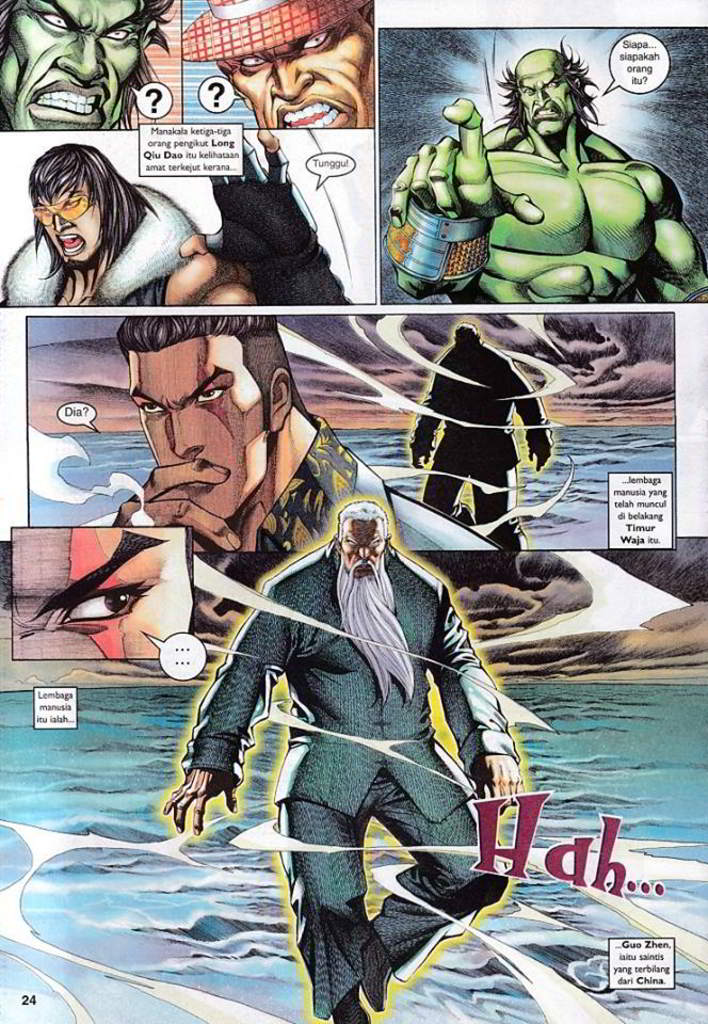 ?
?
Manakala ketiga-tiga
orang pengikut Long
Qiu Dao itu kelihataan
amat terkejut kerana...
Tunggu!
Siapa...
siapakah
orang
itu?
Dia?
...lembaga
manusia yang
telah muncul
di belakang
Timur
Waja itu.
...
...
Lembaga
manusia
itu ialah...
Hah...
...Guo Zhen,
iaitu saintis
yang terbilang
dari China.
24